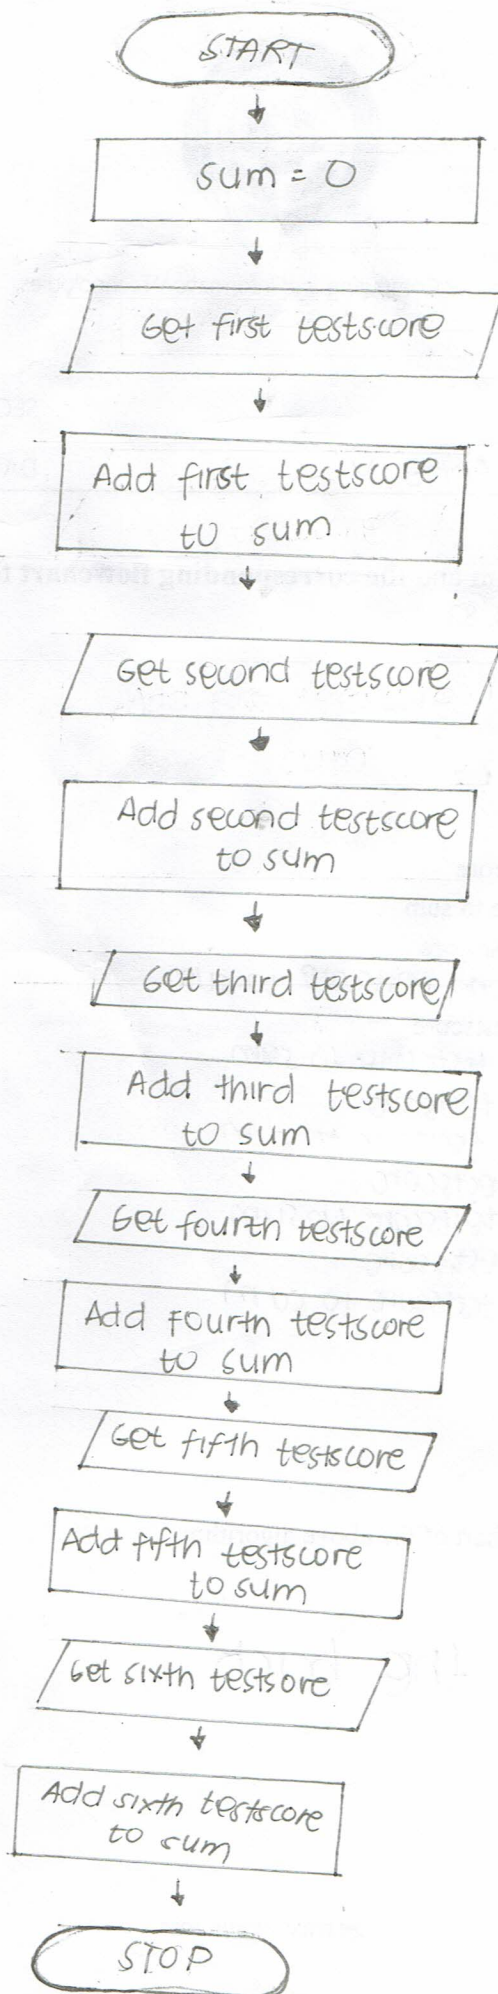 START
sum = 0
Get first testscore
Add first testscore
to sum
Get second testscore
Add second testscore
to sum
Get third testscore
Add third testscore
to sum
Get fourth testscore
Add fourth testscore
to sum
Get fifth testscore
Add fifth testscore
to sum
Get sixth testsore
Add sixth testscore
to sum
STOP